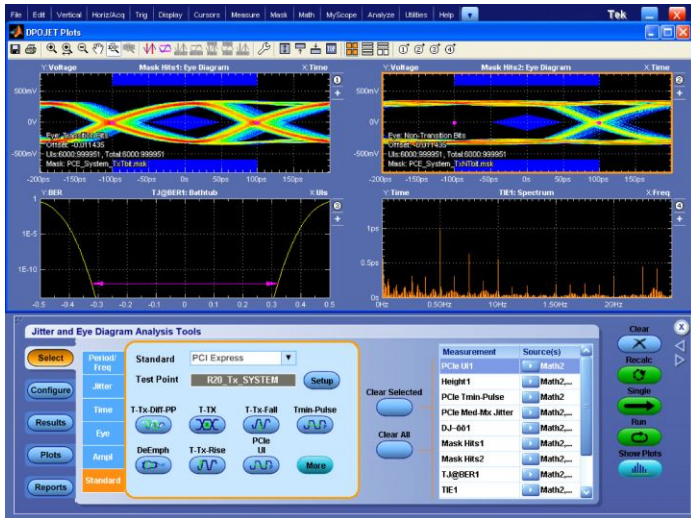 File Edit Vertical Horiz/Acq Trig Display Cursors Measure Mask Math MyScope Analyze Utilities Help Tek
DPOJET Plots
Y:Voltage Mask Hits1: Eye Diagram X:Time
500mV
0V
-500mV
Eye: Transition Bits
Offset: -0.011435
UIs:6000:999951, Total:6000:999951
Mask: PCE_System_TxTbit.msk
-200ps -150ps -100ps -50ps 0s 50ps 100ps 150ps
Y:Voltage Mask Hits2: Eye Diagram X:Time
500mV
0V
-500mV
Eye: Non-Transition Bits
Offset: -0.011435
UIs:6000:999951, Total:6000:999951
Mask: PCE_System_TxNTbit.msk
-200ps -150ps -100ps -50ps 0s 50ps 100ps 150ps
Y:BER TJ@BER1: Bathtub X:UIs
1
1E-5
1E-10
-0.5 -0.4 -0.3 -0.2 -0.1 0.0 0.1 0.2 0.3 0.4 0.5
Y:Time TIE1: Spectrum X:Freq
1ps
0.5ps
0s
0Hz 0.50Hz 10Hz 1.50Hz 20Hz
Jitter and Eye Diagram Analysis Tools
Select
Configure
Results
Plots
Reports
Period/
Freq
Jitter
Time
Eye
Ampl
Standard
Standard PCI Express
Test Point R20_Tx_SYSTEM Setup
T-Tx-Diff-PP T-TX T-Tx-Fall Tmin-Pulse
DeEmph T-Tx-Rise PCIe
UI More
Clear Selected
Clear All
Measurement Source(s)
PCIe UI1 Math2
Height1 Math2,...
PCIe Tmin-Pulse Math2
PCIe Med-Mx Jitter Math2,...
DJ-001 Math2,...
Mask Hits1 Math2,...
Mask Hits2 Math2,...
TJ@BER1 Math2,...
TIE1 Math2,...
Clear
Recalc
Single
Run
Show Plots